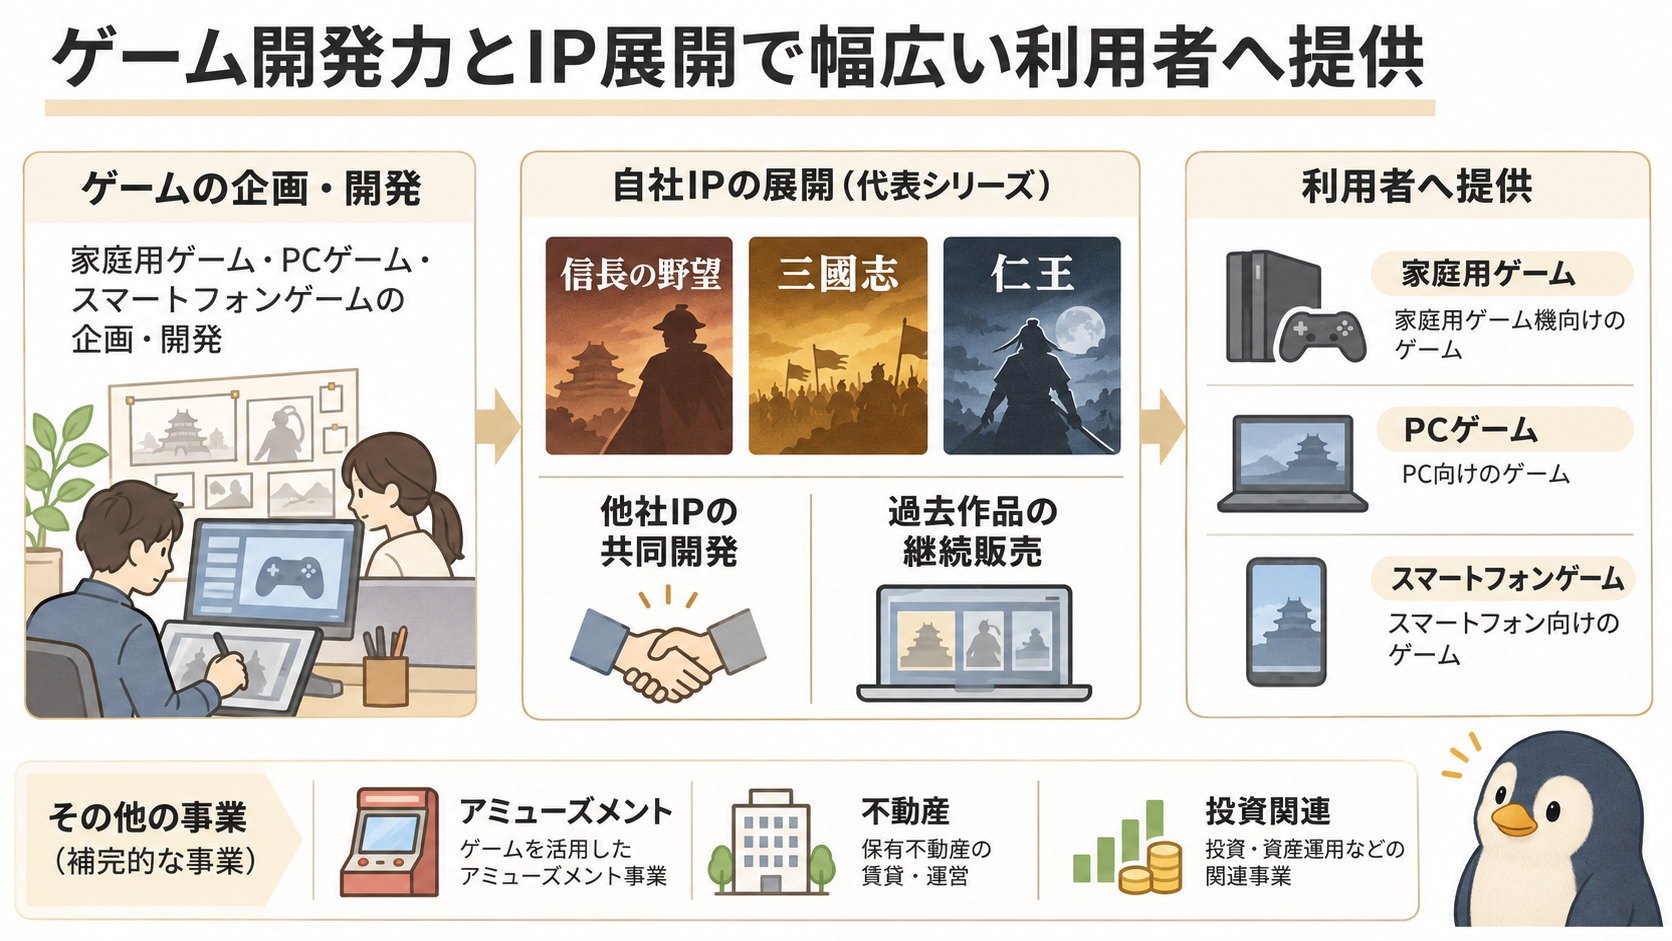 ゲーム開発力とIP展開で幅広い利用者へ提供
ゲームの企画・開発
家庭用ゲーム・PCゲーム・
スマートフォンゲームの
企画・開発
自社IPの展開(代表シリーズ)
信長の野望
三國志
仁王
他社IPの
共同開発
過去作品の
継続販売
利用者へ提供
家庭用ゲーム
家庭用ゲーム機向けの
ゲーム
PCゲーム
PC向けのゲーム
スマートフォンゲーム
スマートフォン向けの
ゲーム
その他の事業
(補完的な事業)
アミューズメント
ゲームを活用した
アミューズメント事業
不動産
保有不動産の
賃貸・運営
投資関連
投資・資産運用などの
関連事業